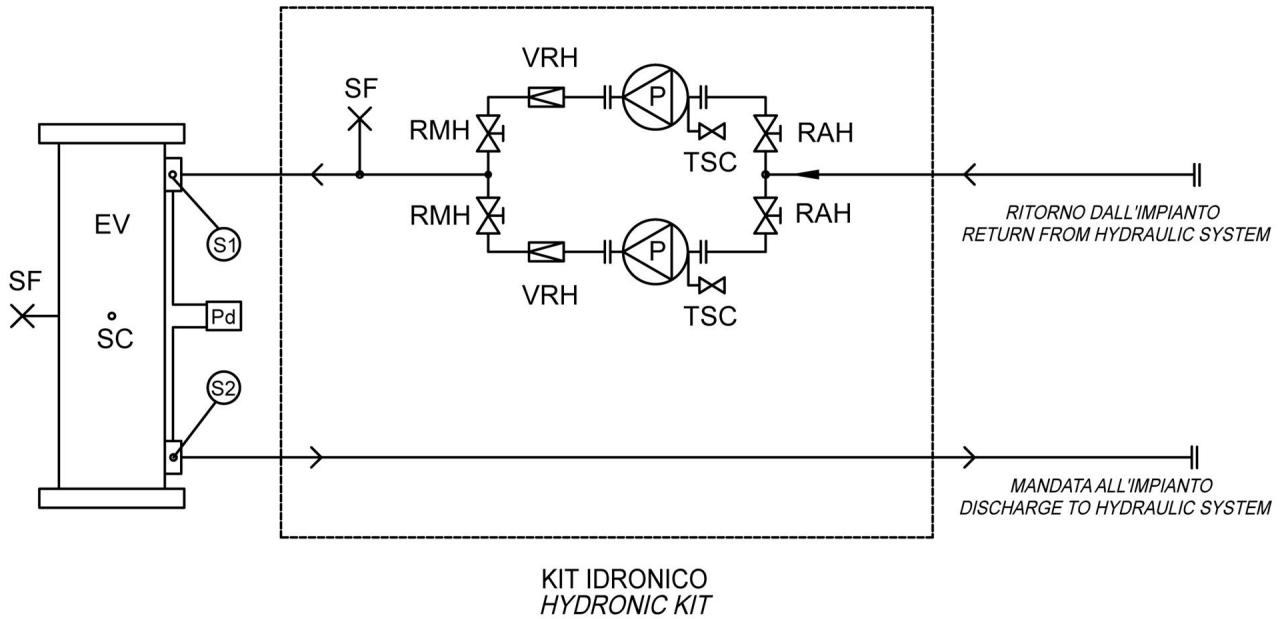 VRH
SF
P
RMH
RAH
TSC
RMH
RAH
EV
S1
RITORNO DALL'IMPIANTO
RETURN FROM HYDRAULIC SYSTEM
P
SF
VRH
TSC
Pd
SC
S2
MANDATA ALL'IMPIANTO
DISCHARGE TO HYDRAULIC SYSTEM
KIT IDRONICO
HYDRONIC KIT